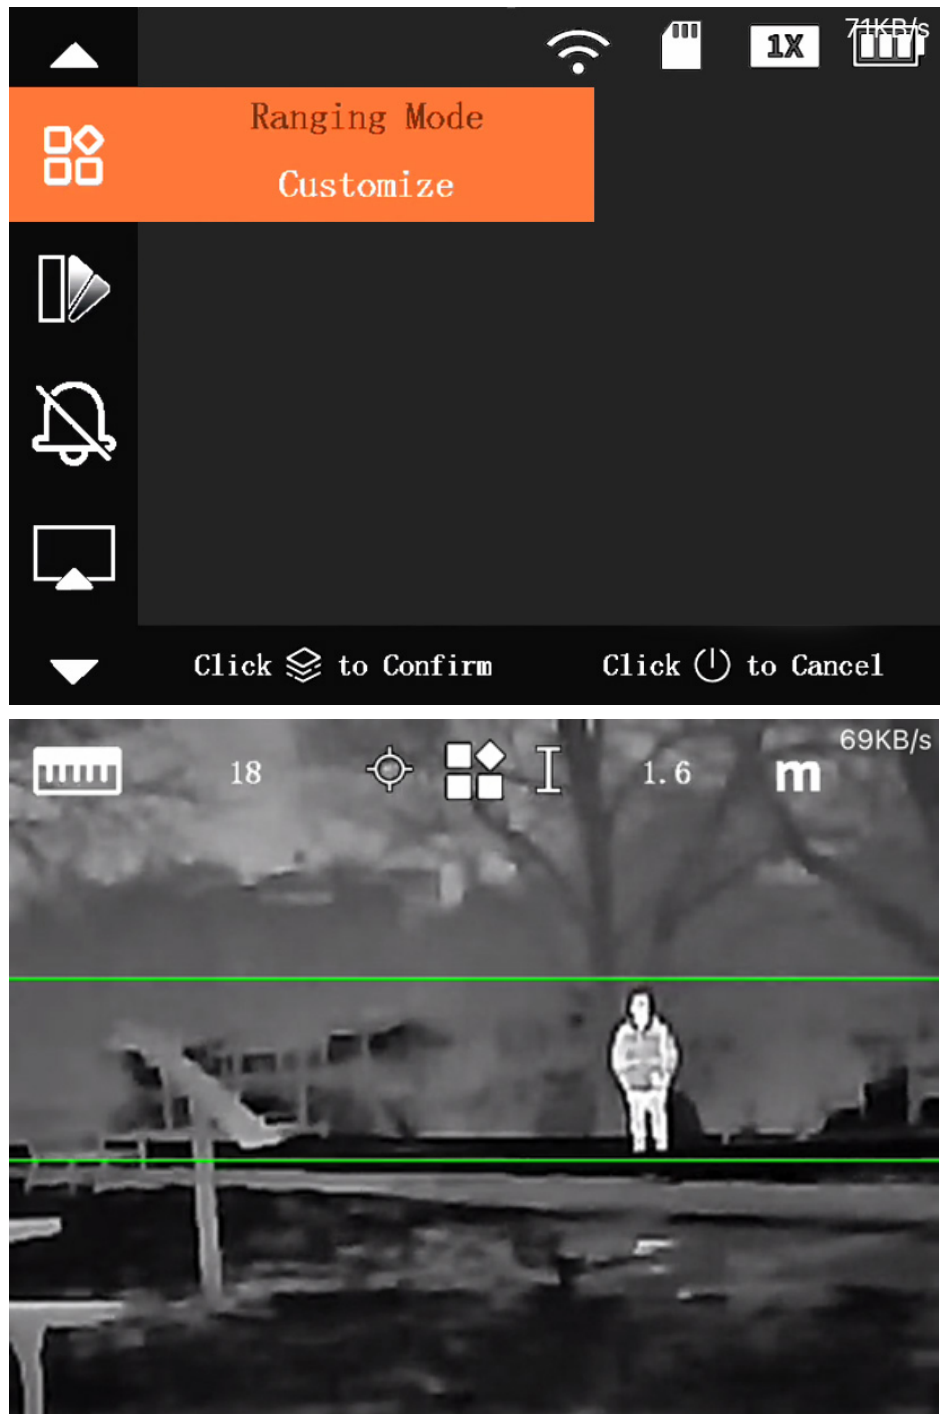 71KB/s
1X
Ranging Mode
Customize
Click to Confirm
Click to Cancel
69KB/s
18
1.6
m